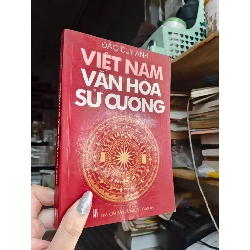 ĐÀO DUY ANH
VIỆT NAM
VĂN HÓA
SỬ CƯƠNG